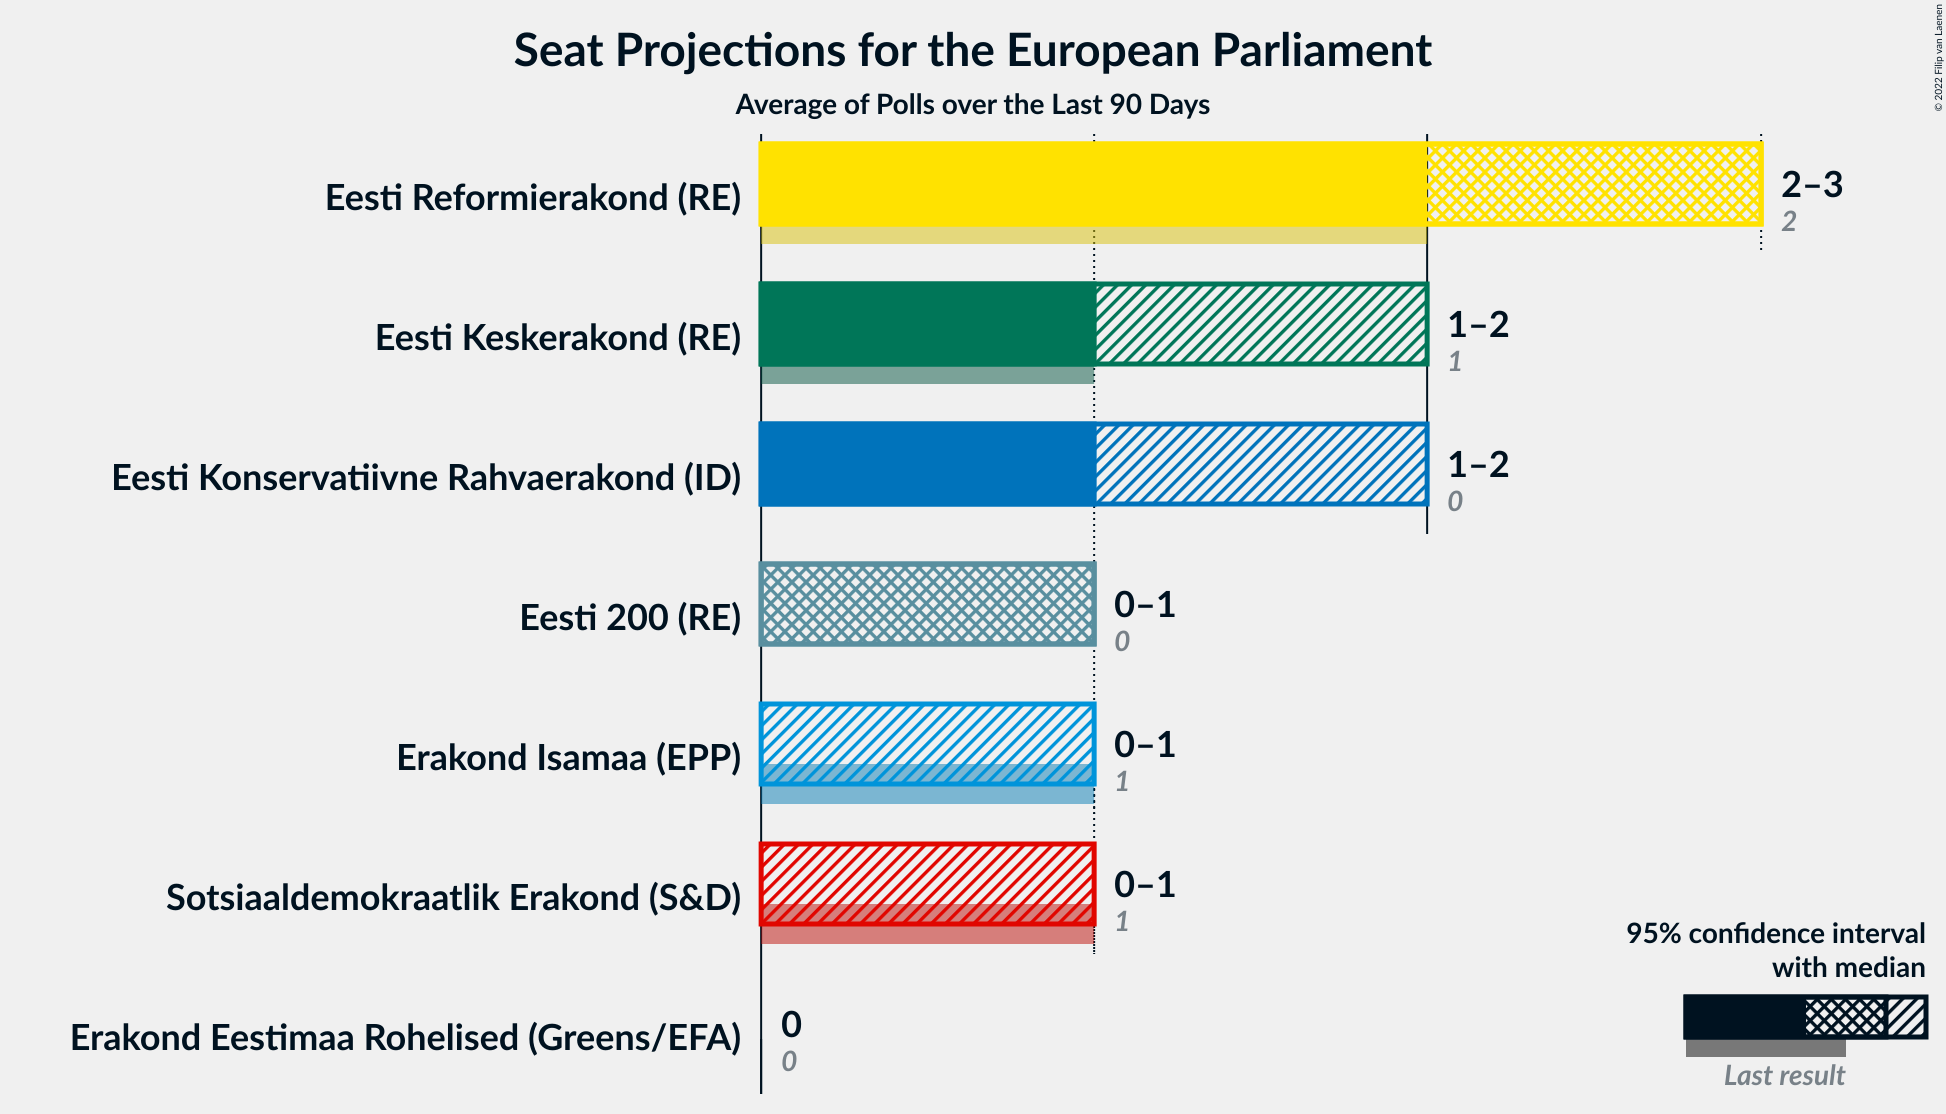 Seat Projections for the European Parliament
Average of Polls over the Last 90 Days
© 2022 Filip van Laenen
Eesti Reformierakond (RE)
2–3
2
Eesti Keskerakond (RE)
1–2
1
Eesti Konservatiivne Rahvaerakond (ID)
1–2
0
Eesti 200 (RE)
0–1
0
Erakond Isamaa (EPP)
0–1
1
Sotsiaaldemokraatlik Erakond (S&D)
0–1
1
Erakond Eestimaa Rohelised (Greens/EFA)
0
0
95% confidence interval
with median
Last result